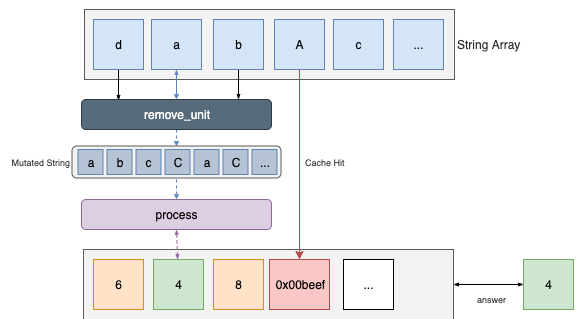 d a b A c ... String Array
remove_unit
Mutated String a b c C a C ... Cache Hit
process
6 4 8 0x00beef ... answer 4